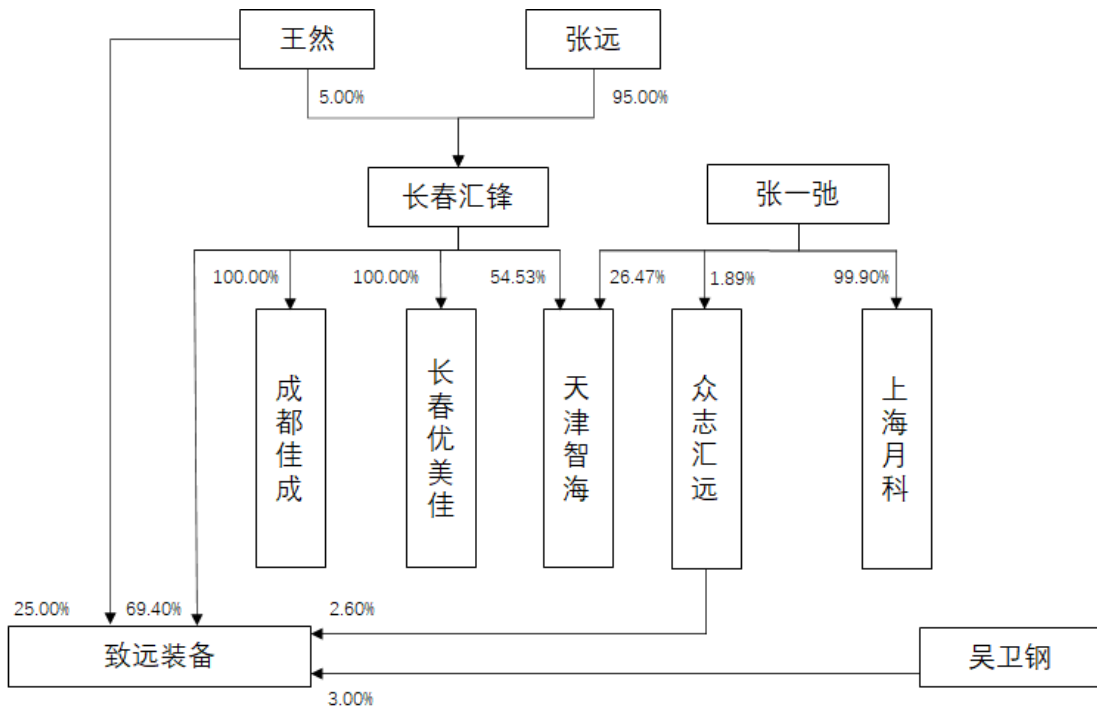 王然
张远
5.00%
95.00%
长春汇锋
张一弛
100.00%
100.00%
54.53%
26.47%
1.89%
99.90%
成都佳成
长春优美佳
天津智海
众志汇远
上海月科
25.00%
69.40%
2.60%
致远装备
吴卫钢
3.00%